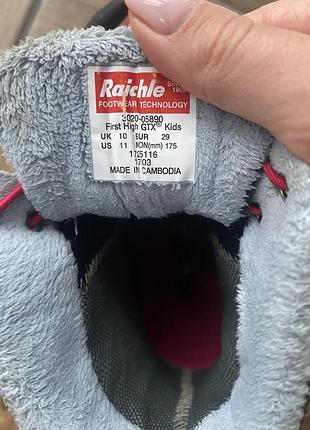 Raichle
FOOTWEAR TECHNOLOGY
3020-05890
First High GTX® Kids
UK 10 EUR 29
US 11 MON(mm) 175
1725116
1703
MADE IN CAMBODIA